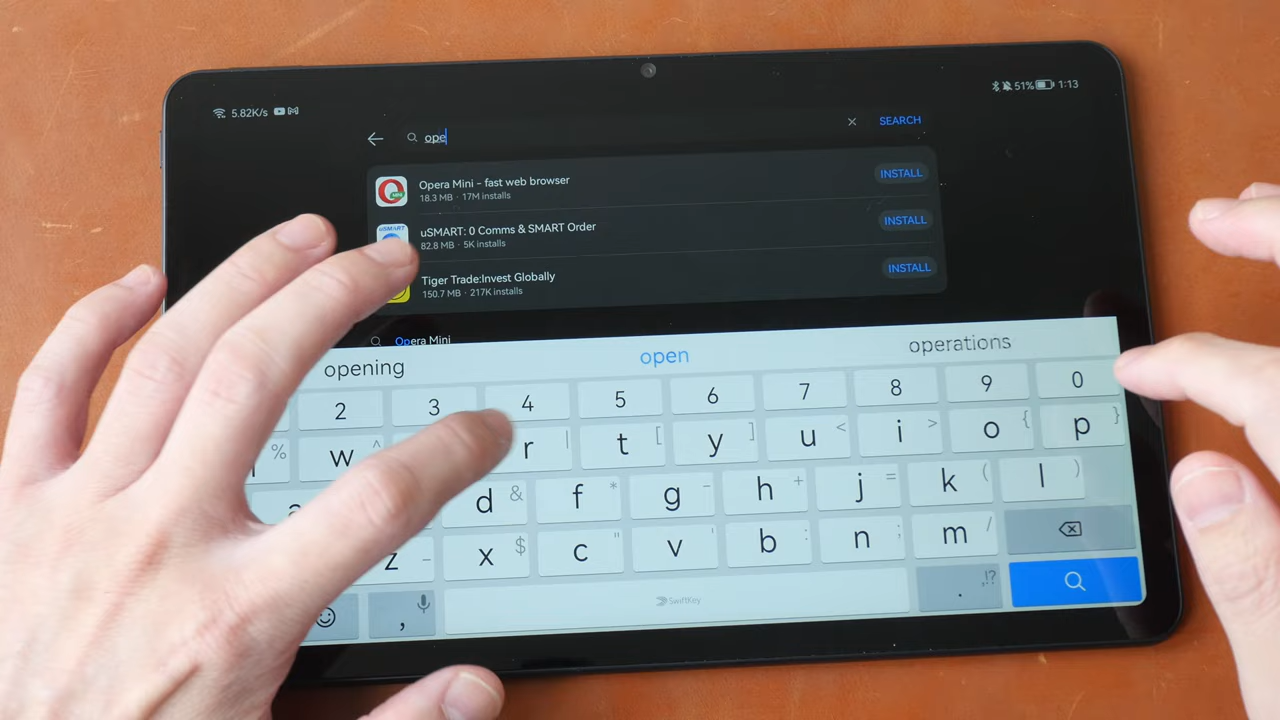 5.82K/s
51% 1:13
ope
SEARCH
Opera Mini - fast web browser
INSTALL
18.3 MB · 17M installs
uSMART
uSMART: 0 Comms & SMART Order
INSTALL
82.8 MB · 5K installs
Tiger Trade:Invest Globally
INSTALL
150.7 MB · 217K installs
Opera Mini
opening open operations
2 3 4 5 6 7 8 9 0
% w ^ r | t [ y ] u < i > o { p }
d & f * g - h + j = k ( l )
z - x $ c " v ' b : n ; m /
, SwiftKey . ,!?